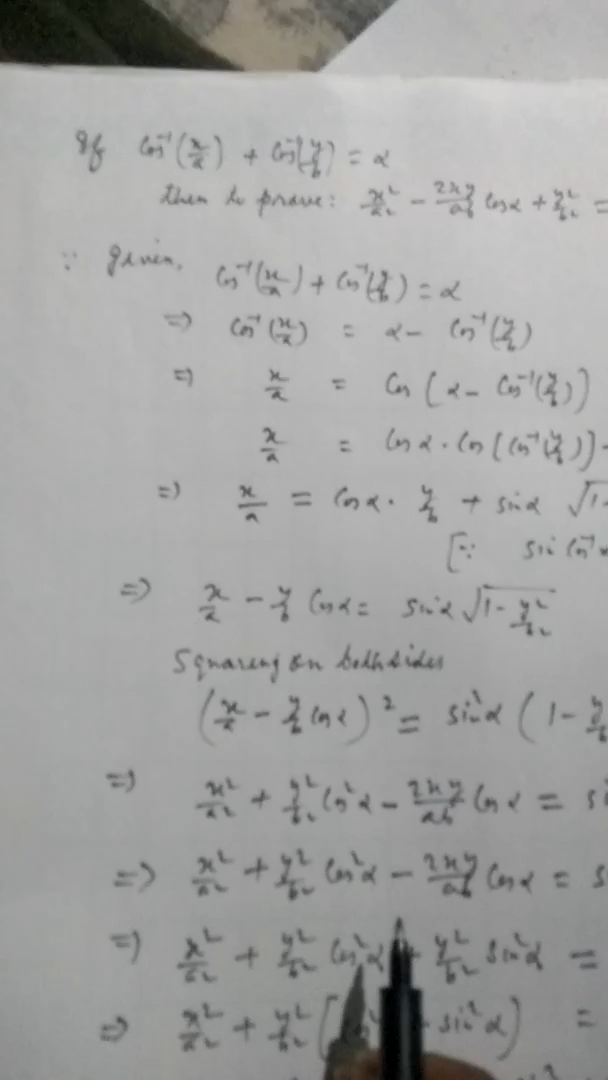 If cos⁻¹(x/a) + cos⁻¹(y/b) = α
then to prove: x²/a² - 2xy/ab cosα + y²/b² =
∵ given, cos⁻¹(x/a) + cos⁻¹(y/b) = α
⇒ cos⁻¹(x/a) = α - cos⁻¹(y/b)
⇒ x/a = cos[α - cos⁻¹(y/b)]
x/a = cosα · cos[cos⁻¹(y/b)]
⇒ x/a = cosα · y/b + sinα √1-
[∵ sin cos⁻¹
⇒ x/a - y/b cosα = sinα √1 - y²/b²
Squaring on both sides
(x/a - y/b cosα)² = sin²α (1 - y/b
⇒ x²/a² + y²/b² cos²α - 2xy/ab cosα =
⇒ x²/a² + y²/b² cos²α - 2xy/ab cosα =
⇒ x²/a² + y²/b² cos²α y²/b² sin²α =
⇒ x²/a² + y²/b² [ sin²α) =